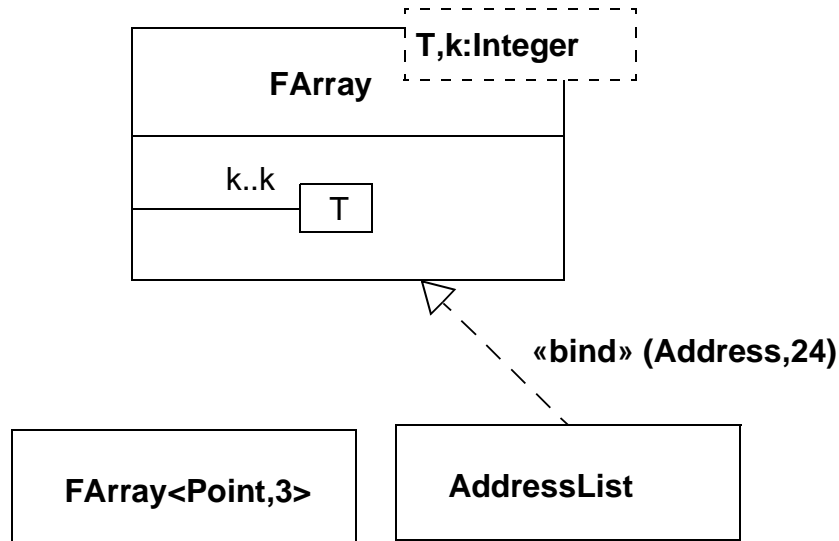 T,k:Integer
FArray
k..k
T
«bind» (Address,24)
FArray<Point,3>
AddressList